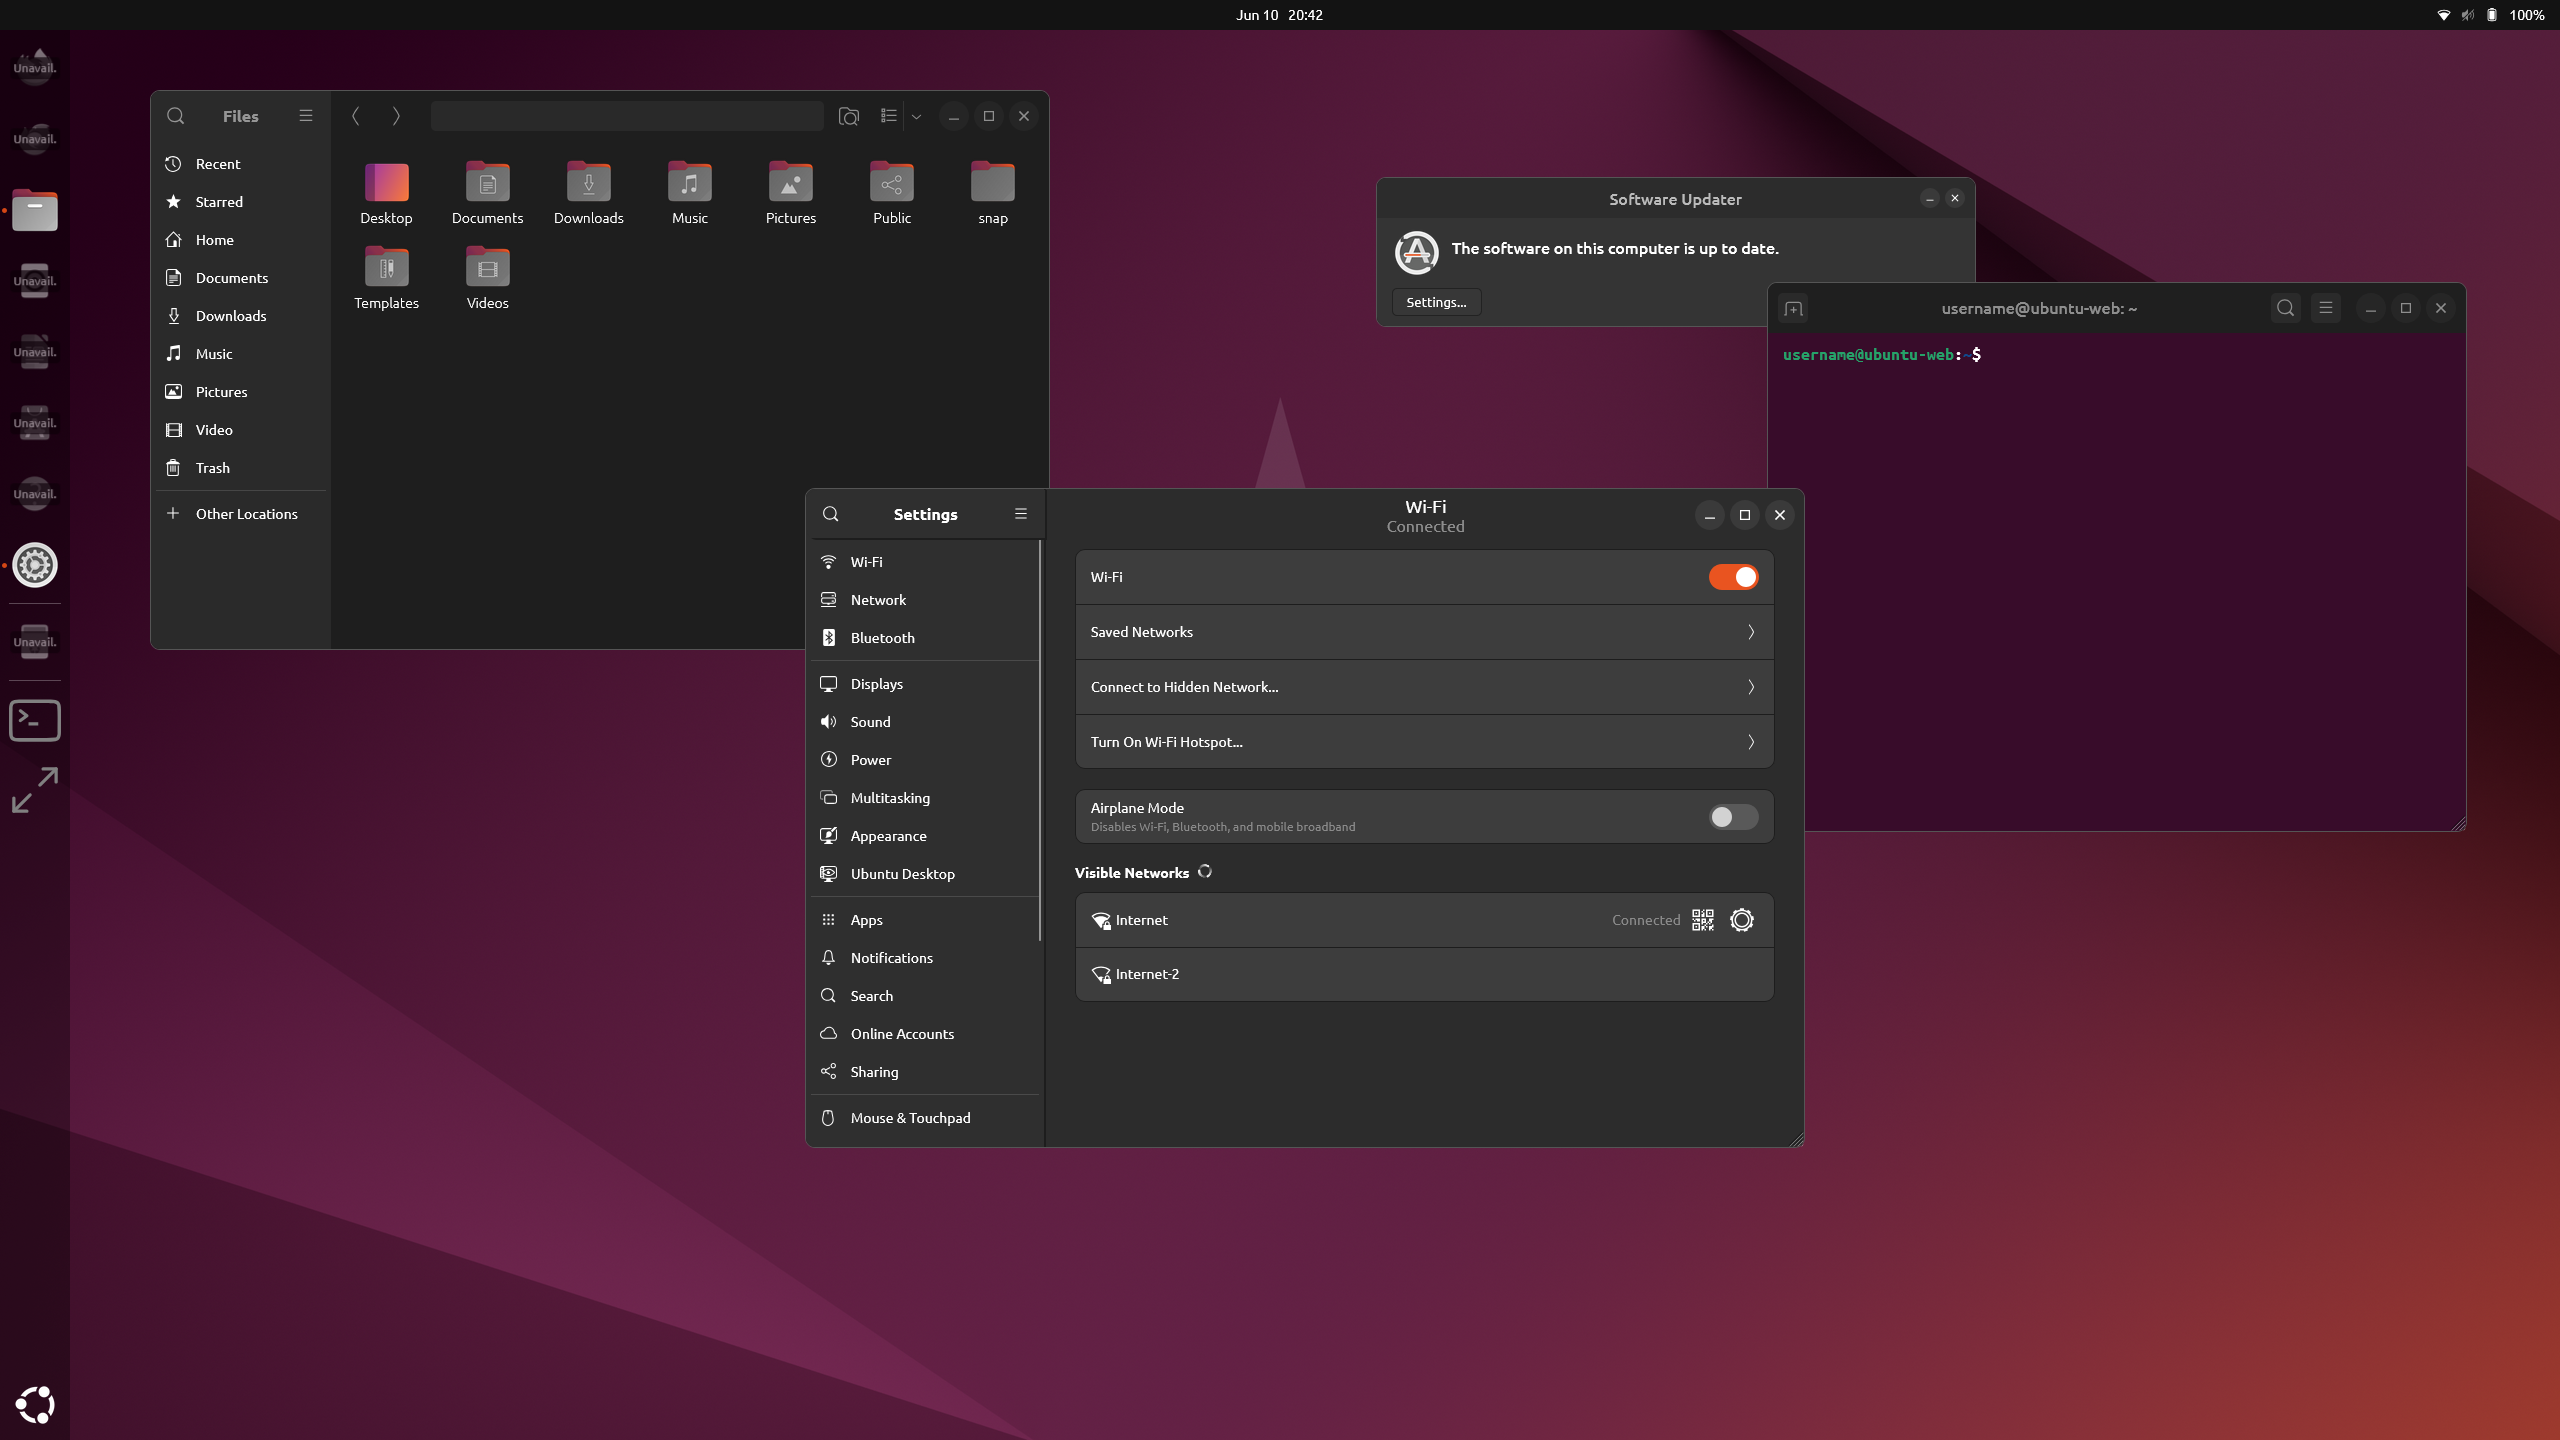 Jun 10 20:42
100%
Unavail.
Unavail.
Unavail.
Unavail.
Unavail.
Unavail.
Unavail.
Files
Recent
Starred
Home
Documents
Downloads
Music
Pictures
Video
Trash
Other Locations
Desktop
Documents
Downloads
Music
Pictures
Public
snap
Templates
Videos
Software Updater
The software on this computer is up to date.
Settings...
username@ubuntu-web: ~
username@ubuntu-web:~$
Settings
Wi-Fi
Network
Bluetooth
Displays
Sound
Power
Multitasking
Appearance
Ubuntu Desktop
Apps
Notifications
Search
Online Accounts
Sharing
Mouse & Touchpad
Wi-Fi
Connected
Wi-Fi
Saved Networks
Connect to Hidden Network...
Turn On Wi-Fi Hotspot...
Airplane Mode
Disables Wi-Fi, Bluetooth, and mobile broadband
Visible Networks
Internet Connected
Internet-2